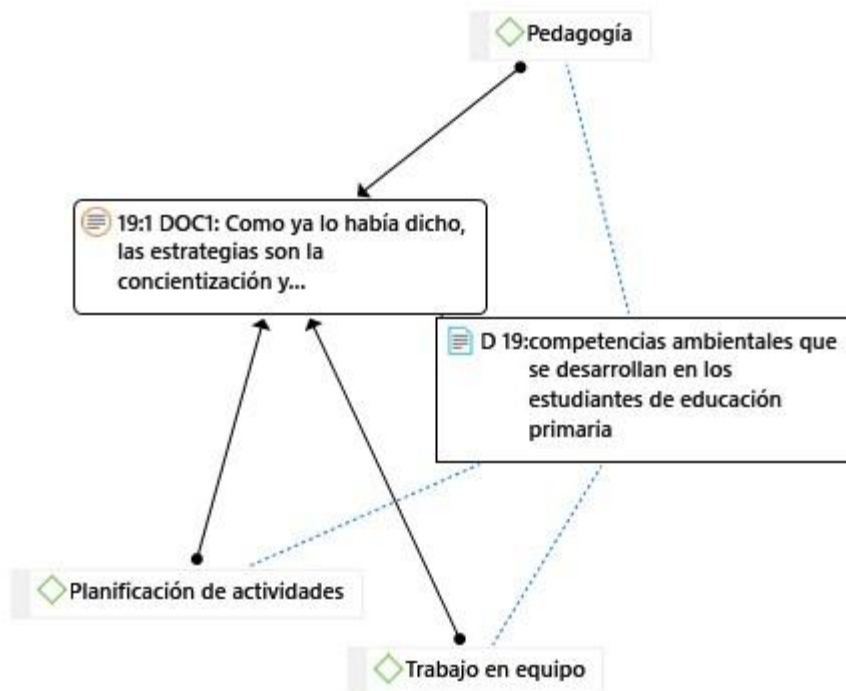 Pedagogía
19:1 DOC1: Como ya lo había dicho,
las estrategias son la
concientización y...
D 19:competencias ambientales que
se desarrollan en los
estudiantes de educación
primaria
Planificación de actividades
Trabajo en equipo